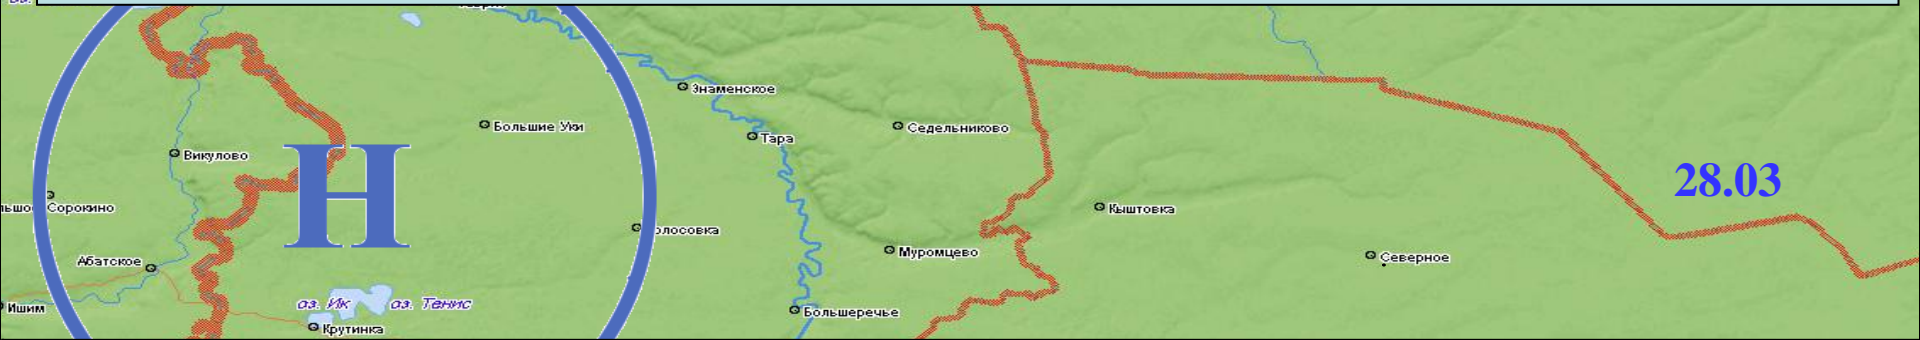 Знаменское
Большие Уки
Седельниково
Тара
Викулово
28.03
Н
Сорокино
Кыштовка
Муромцево
Северное
Абатское
оз. Ик
оз. Тенис
Ишим
Большеречье
Крутинка